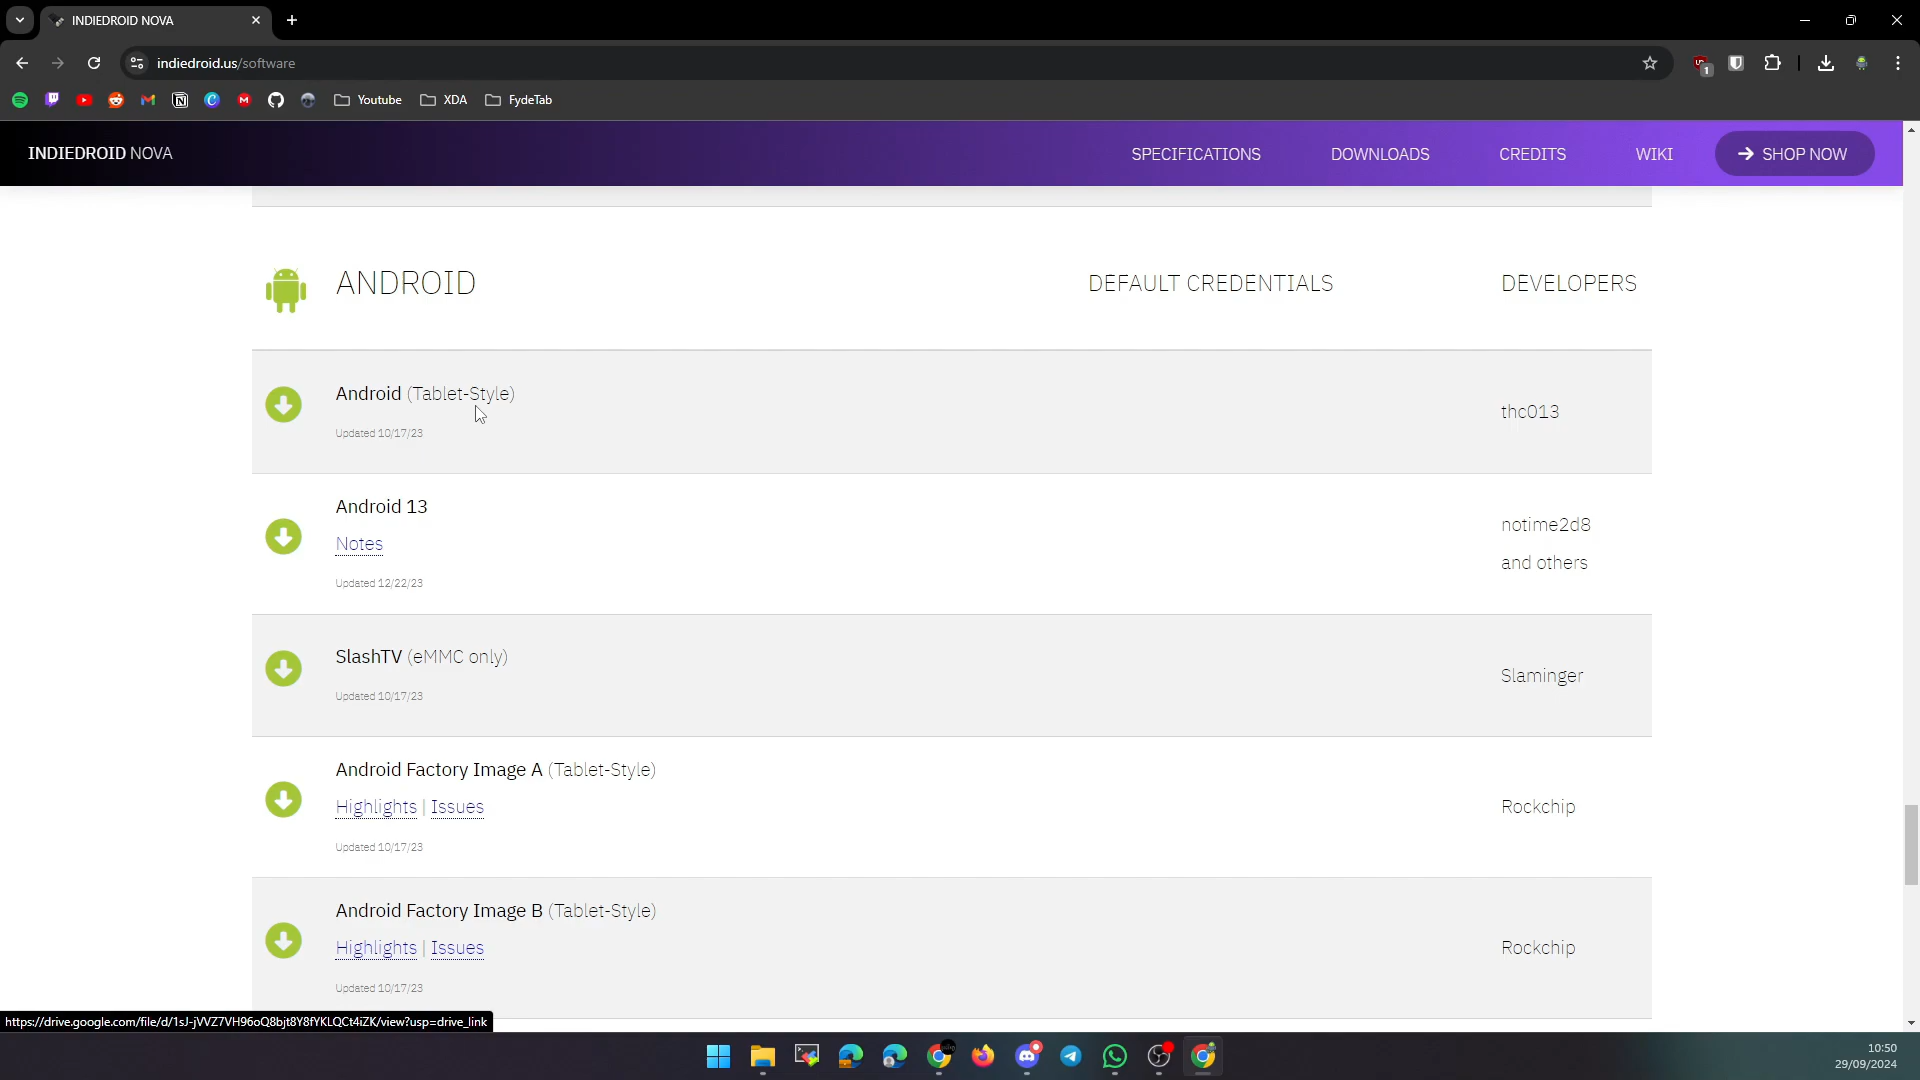 INDIEDROID NOVA
indiedroid.us/software
1
Youtube
XDA
FydeTab
INDIEDROID NOVA
SPECIFICATIONS
DOWNLOADS
CREDITS
WIKI
SHOP NOW
ANDROID
DEFAULT CREDENTIALS
DEVELOPERS
Android (Tablet-Style)
Updated 10/17/23
thc013
Android 13
Notes
Updated 12/22/23
notime2d8
and others
SlashTV (eMMC only)
Updated 10/17/23
Slaminger
Android Factory Image A (Tablet-Style)
Highlights | Issues
Updated 10/17/23
Rockchip
Android Factory Image B (Tablet-Style)
Highlights | Issues
Updated 10/17/23
Rockchip
https://drive.google.com/file/d/1sJ-jVVZ7VH96oQ8bjt8Y8fYKLQCt4iZK/view?usp=drive_link
10:50
29/09/2024